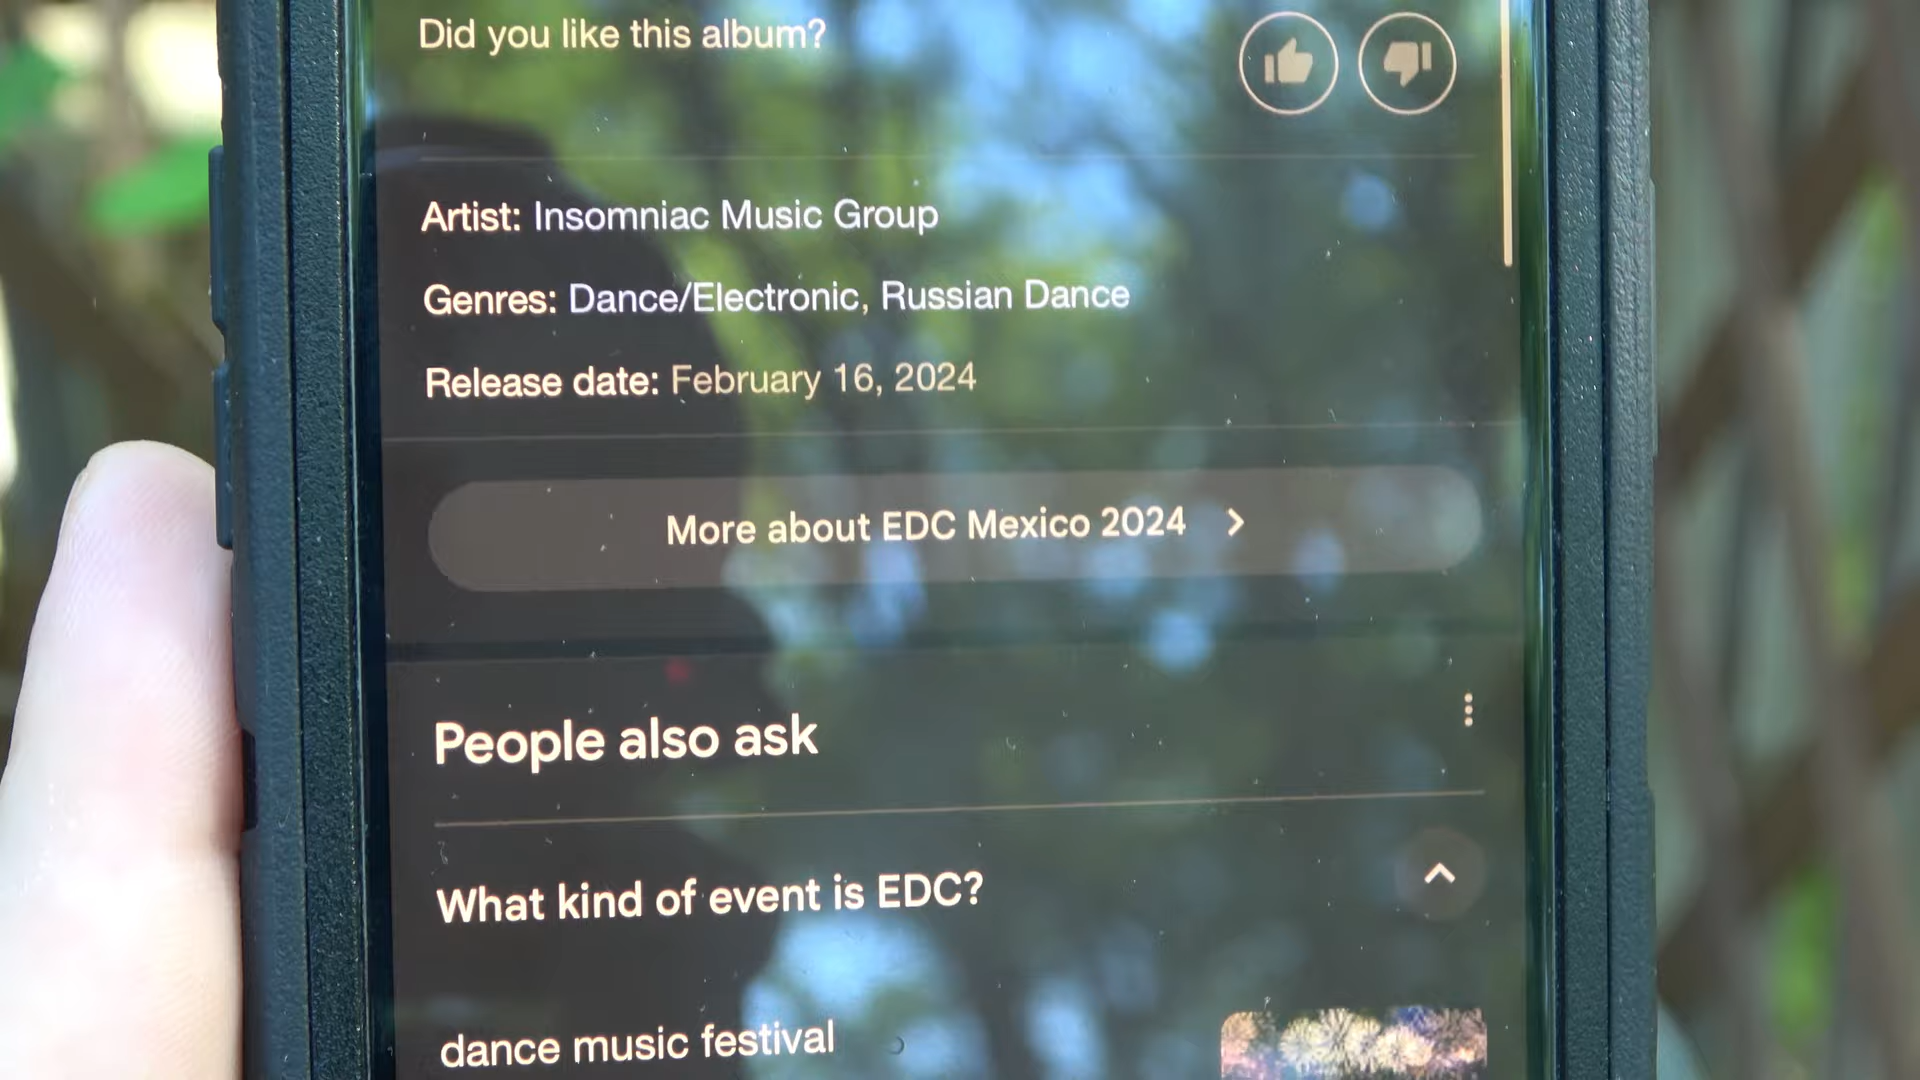 Did you like this album?
Artist: Insomniac Music Group
Genres: Dance/Electronic, Russian Dance
Release date: February 16, 2024
More about EDC Mexico 2024
People also ask
What kind of event is EDC?
dance music festival